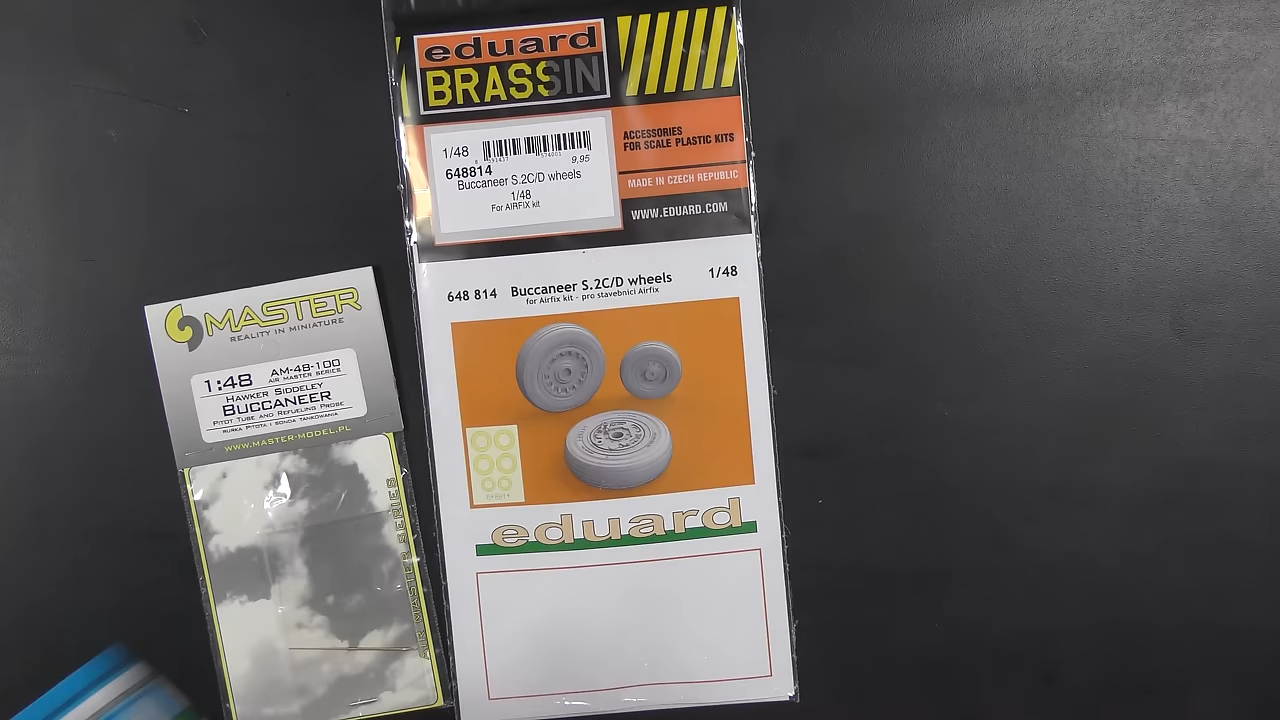 eduard
BRASSIN
ACCESSORIES
FOR SCALE PLASTIC KITS
MADE IN CZECH REPUBLIC
WWW.EDUARD.COM
1/48
9,95
648814
Buccaneer S.2C/D wheels
1/48
For AIRFIX kit
648 814 Buccaneer S.2C/D wheels 1/48
for Airfix kit - pro stavebnici Airfix
eduard
MASTER
REALITY IN MINIATURE
1:48 AM-48-100
AIR MASTER SERIES
HAWKER SIDDELEY
BUCCANEER
PITOT TUBE AND REFUELING PROBE
RURKA PITOTA I SONDA TANKOWANIA
WWW.MASTER-MODEL.PL
AIR MASTER SERIES